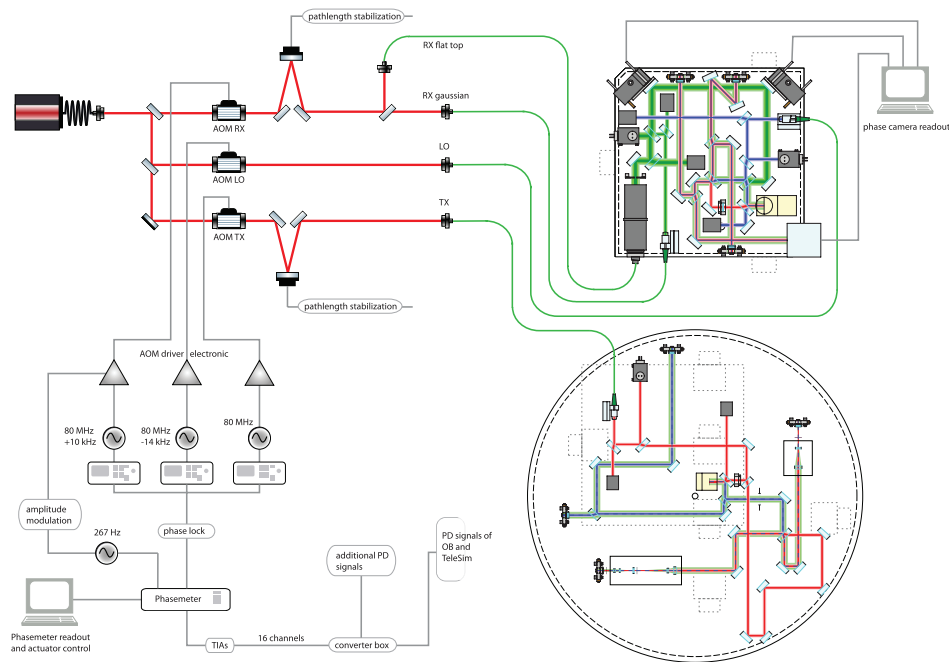 pathlength stabilization
RX flat top
RX gaussian
AOM RX
phase camera readout
LO
AOM LO
TX
AOM TX
pathlength stabilization
AOM driver electronic
80 MHz
+10 kHz
80 MHz
-14 kHz
80 MHz
amplitude
modulation
267 Hz
phase lock
additional PD
signals
PD signals of
OB and
TeleSim
Phasemeter
Phasemeter readout
and actuator control
TIAs
16 channels
converter box